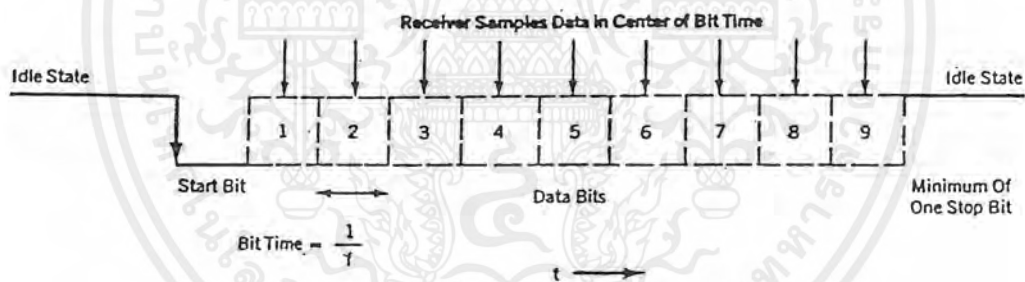 Receiver Samples Data in Center of Bit Time
Idle State
Idle State
1 2 3 4 5 6 7 8 9
Start Bit
Data Bits
Minimum Of
One Stop Bit
Bit Time = 1/f
t